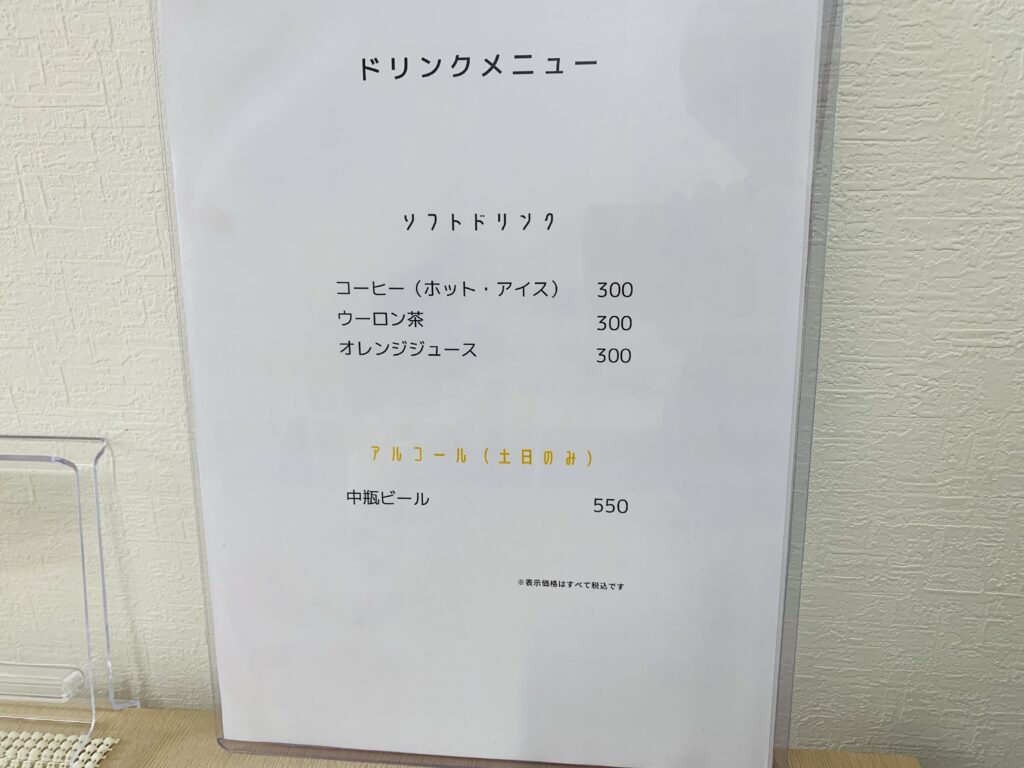 ドリンクメニュー
ソフトドリンク
コーヒー（ホット・アイス） 300
ウーロン茶 300
オレンジジュース 300
アルコール（土日のみ）
中瓶ビール 550
※表示価格はすべて税込です